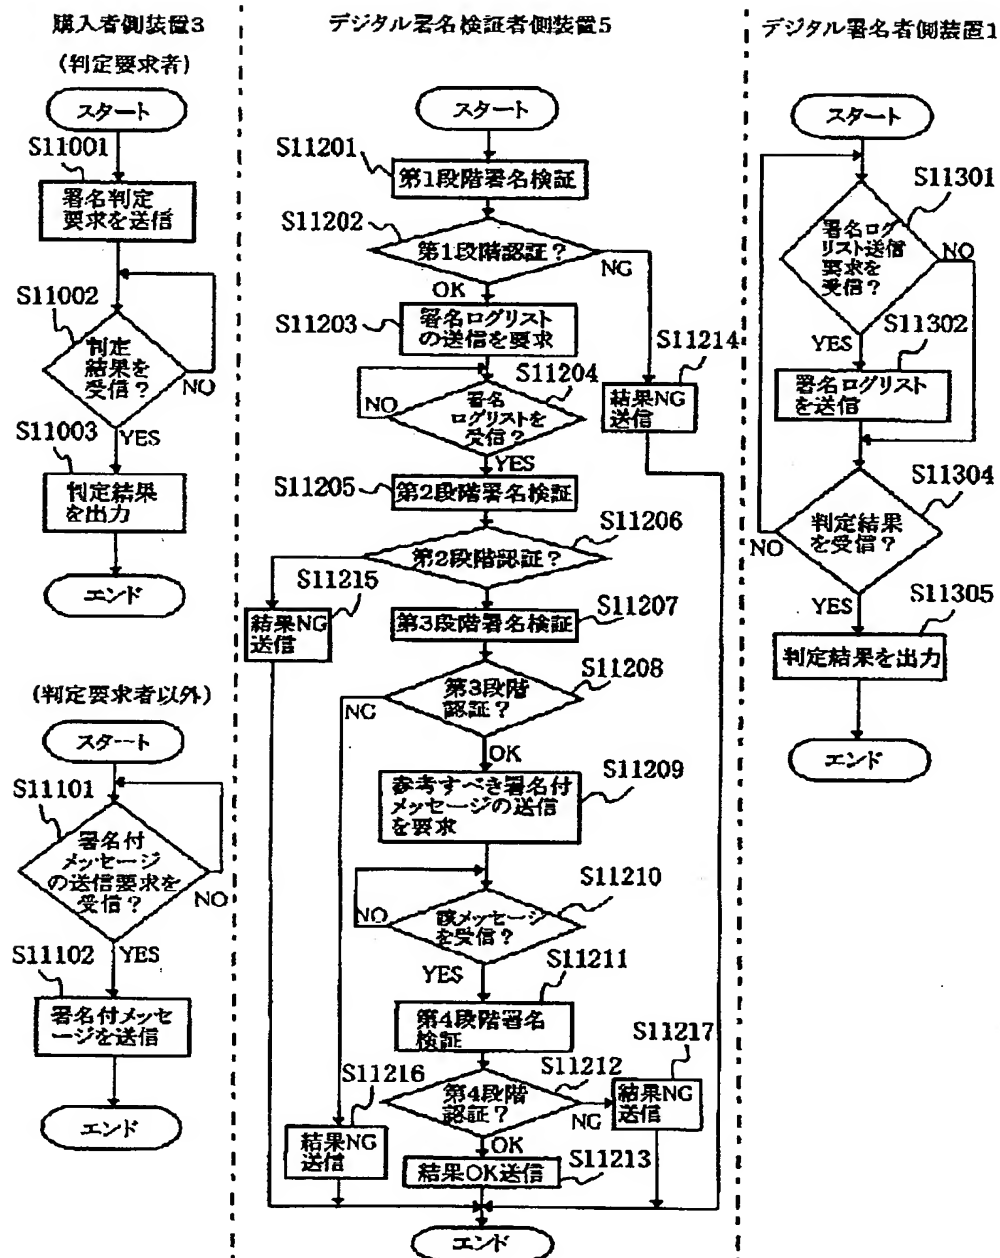 購入者側装置3
(判定要求者)
スタート
S11001
署名判定
要求を送信
S11002
判定
結果を
受信？
NO
S11003
YES
判定結果
を出力
エンド
(判定要求者以外)
スタート
S11101
署名付
メッセージ
の送信要求を
受信？
NO
S11102
YES
署名付メッセ
ージを送信
エンド
デジタル署名検証者側装置5
スタート
S11201
第1段階署名検証
S11202
第1段階認証？
NG
OK
S11203
署名ログリスト
の送信を要求
S11214
結果NG
送信
S11204
署名
ログリストを
受信？
NO
YES
S11205
第2段階署名検証
S11206
第2段階認証？
S11215
結果NG
送信
S11207
第3段階署名検証
S11208
第3段階
認証？
NG
OK
S11209
参考すべき署名付
メッセージの送信
を要求
S11210
該メッセージ
を受信？
NO
YES
S11211
第4段階署名
検証
S11212
第4段階
認証？
NG
S11217
結果NG
送信
S11216
結果NG
送信
OK
S11213
結果OK送信
エンド
デジタル署名者側装置1
スタート
S11301
署名ログ
リスト送信
要求を
受信？
NO
YES
S11302
署名ログリスト
を送信
S11304
判定結果
を受信？
NO
YES
S11305
判定結果を出力
エンド